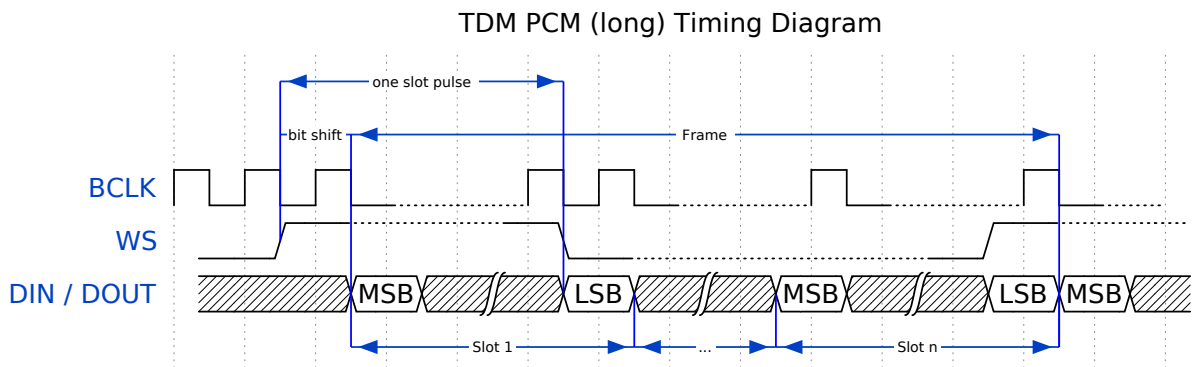 TDM PCM (long) Timing Diagram
one slot pulse
bit shift
Frame
BCLK
WS
DIN / DOUT
MSB
LSB
MSB
LSB
MSB
Slot 1
...
Slot n